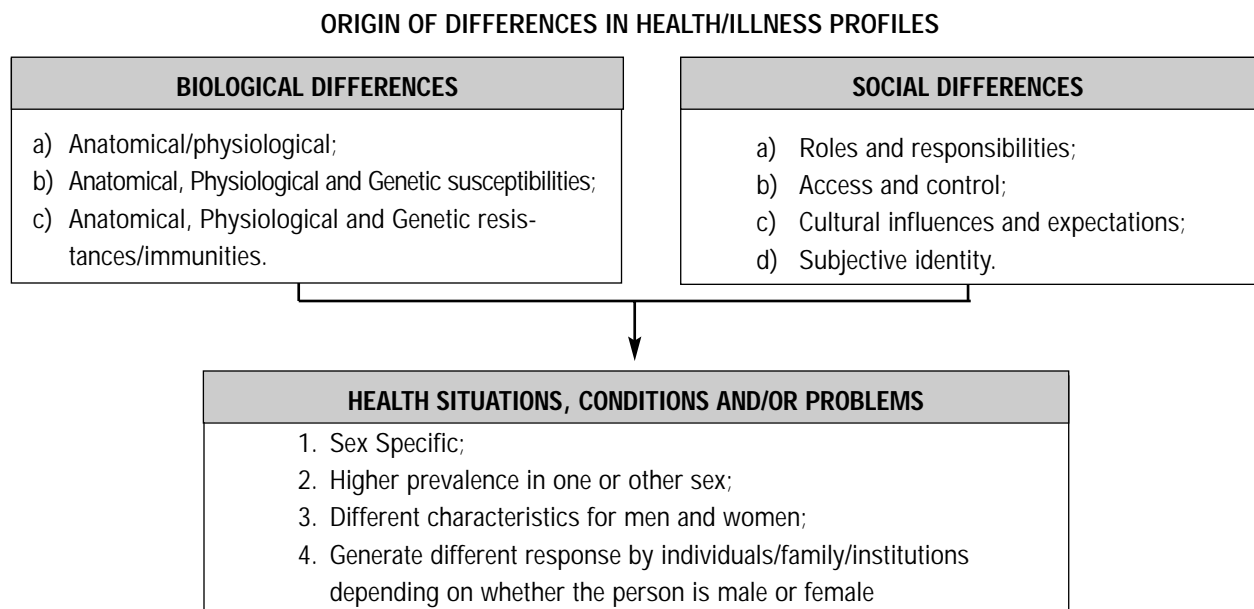 ORIGIN OF DIFFERENCES IN HEALTH/ILLNESS PROFILES
BIOLOGICAL DIFFERENCES
a) Anatomical/physiological;
b) Anatomical, Physiological and Genetic susceptibilities;
c) Anatomical, Physiological and Genetic resis-
tances/immunities.
SOCIAL DIFFERENCES
a) Roles and responsibilities;
b) Access and control;
c) Cultural influences and expectations;
d) Subjective identity.
HEALTH SITUATIONS, CONDITIONS AND/OR PROBLEMS
1. Sex Specific;
2. Higher prevalence in one or other sex;
3. Different characteristics for men and women;
4. Generate different response by individuals/family/institutions
depending on whether the person is male or female